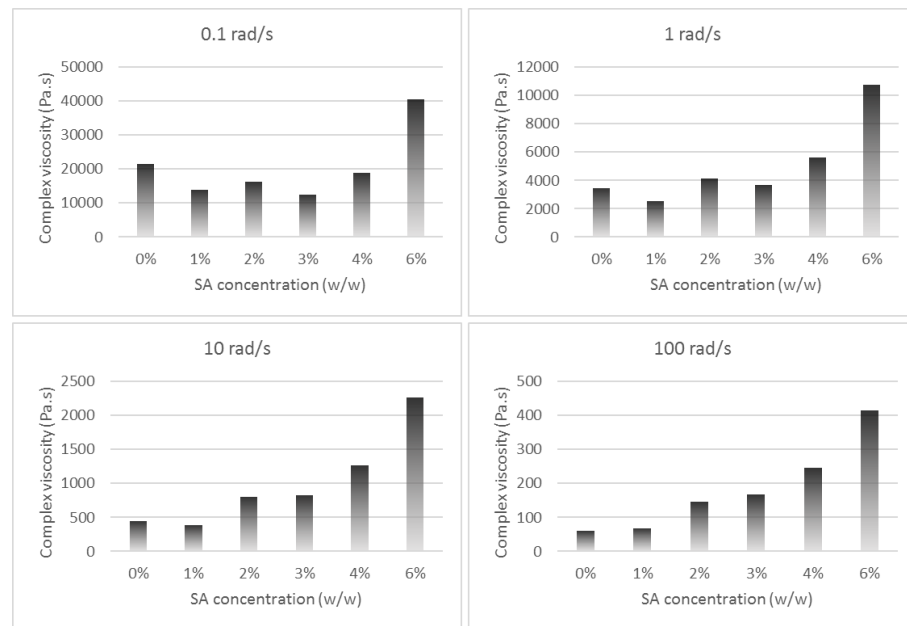 0.1 rad/s
Complex viscosity (Pa.s)
50000
40000
30000
20000
10000
0
0% 1% 2% 3% 4% 6%
SA concentration (w/w)
1 rad/s
Complex viscosity (Pa.s)
12000
10000
8000
6000
4000
2000
0
0% 1% 2% 3% 4% 6%
SA concentration (w/w)
10 rad/s
Complex viscosity (Pa.s)
2500
2000
1500
1000
500
0
0% 1% 2% 3% 4% 6%
SA concentration (w/w)
100 rad/s
Complex viscosity (Pa.s)
500
400
300
200
100
0
0% 1% 2% 3% 4% 6%
SA concentration (w/w)